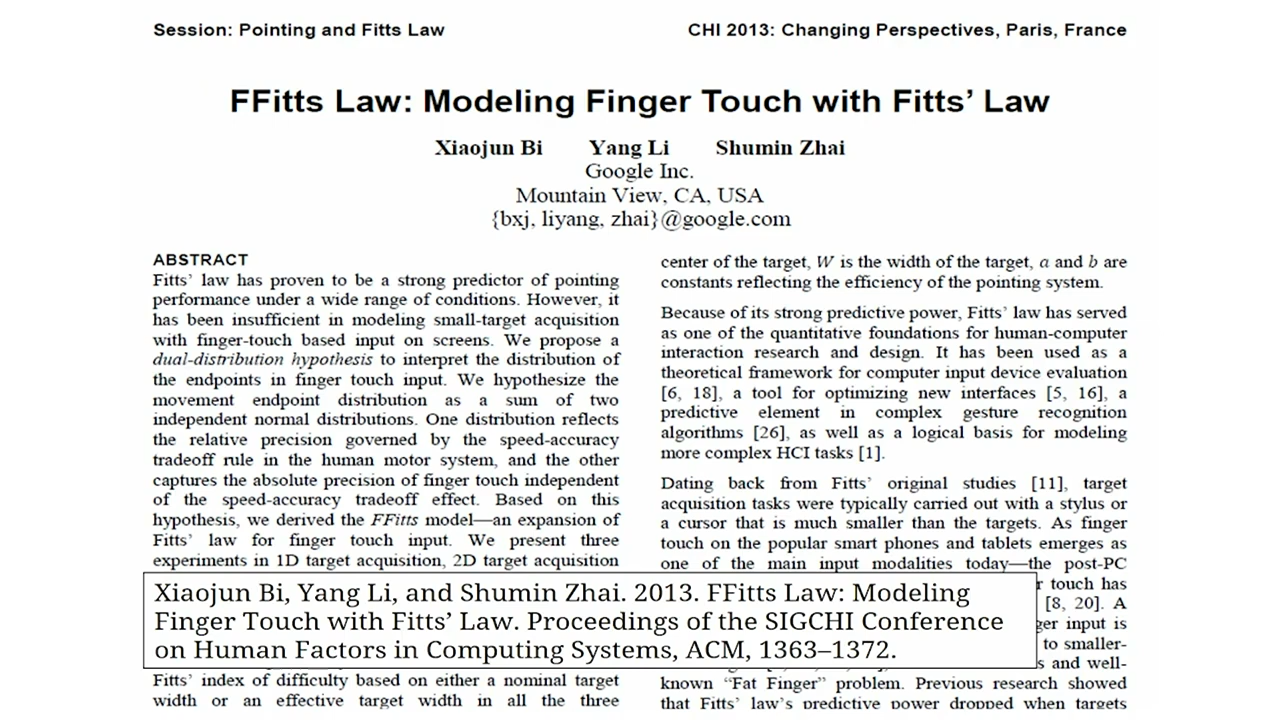 Session: Pointing and Fitts Law
CHI 2013: Changing Perspectives, Paris, France
FFitts Law: Modeling Finger Touch with Fitts' Law
Xiaojun Bi Yang Li Shumin Zhai
Google Inc.
Mountain View, CA, USA
{bxj, liyang, zhai}@google.com
ABSTRACT
Fitts' law has proven to be a strong predictor of pointing
performance under a wide range of conditions. However, it
has been insufficient in modeling small-target acquisition
with finger-touch based input on screens. We propose a
dual-distribution hypothesis to interpret the distribution of
the endpoints in finger touch input. We hypothesize the
movement endpoint distribution as a sum of two
independent normal distributions. One distribution reflects
the relative precision governed by the speed-accuracy
tradeoff rule in the human motor system, and the other
captures the absolute precision of finger touch independent
of the speed-accuracy tradeoff effect. Based on this
hypothesis, we derived the FFitts model—an expansion of
Fitts' law for finger touch input. We present three
experiments in 1D target acquisition, 2D target acquisition
Fitts' index of difficulty based on either a nominal target
width or an effective target width in all the three
center of the target, W is the width of the target, a and b are
constants reflecting the efficiency of the pointing system.
Because of its strong predictive power, Fitts' law has served
as one of the quantitative foundations for human-computer
interaction research and design. It has been used as a
theoretical framework for computer input device evaluation
[6, 18], a tool for optimizing new interfaces [5, 16], a
predictive element in complex gesture recognition
algorithms [26], as well as a logical basis for modeling
more complex HCI tasks [1].
Dating back from Fitts' original studies [11], target
acquisition tasks were typically carried out with a stylus or
a cursor that is much smaller than the targets. As finger
touch on the popular smart phones and tablets emerges as
one of the main input modalities today—the post-PC
touch has
[8, 20]. A
input is
to smaller-
and well-
known “Fat Finger” problem. Previous research showed
that Fitts' law's predictive power dropped when targets
Xiaojun Bi, Yang Li, and Shumin Zhai. 2013. FFitts Law: Modeling
Finger Touch with Fitts' Law. Proceedings of the SIGCHI Conference
on Human Factors in Computing Systems, ACM, 1363–1372.